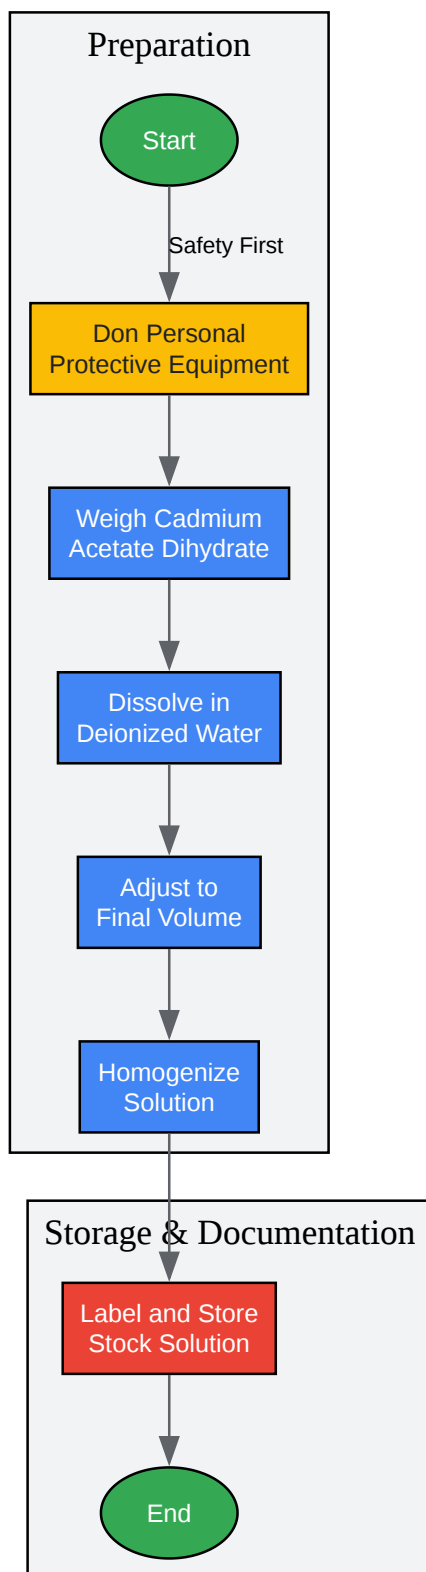 Preparation
Start
Safety First
Don Personal
Protective Equipment
Weigh Cadmium
Acetate Dihydrate
Dissolve in
Deionized Water
Adjust to
Final Volume
Homogenize
Solution
Storage & Documentation
Label and Store
Stock Solution
End